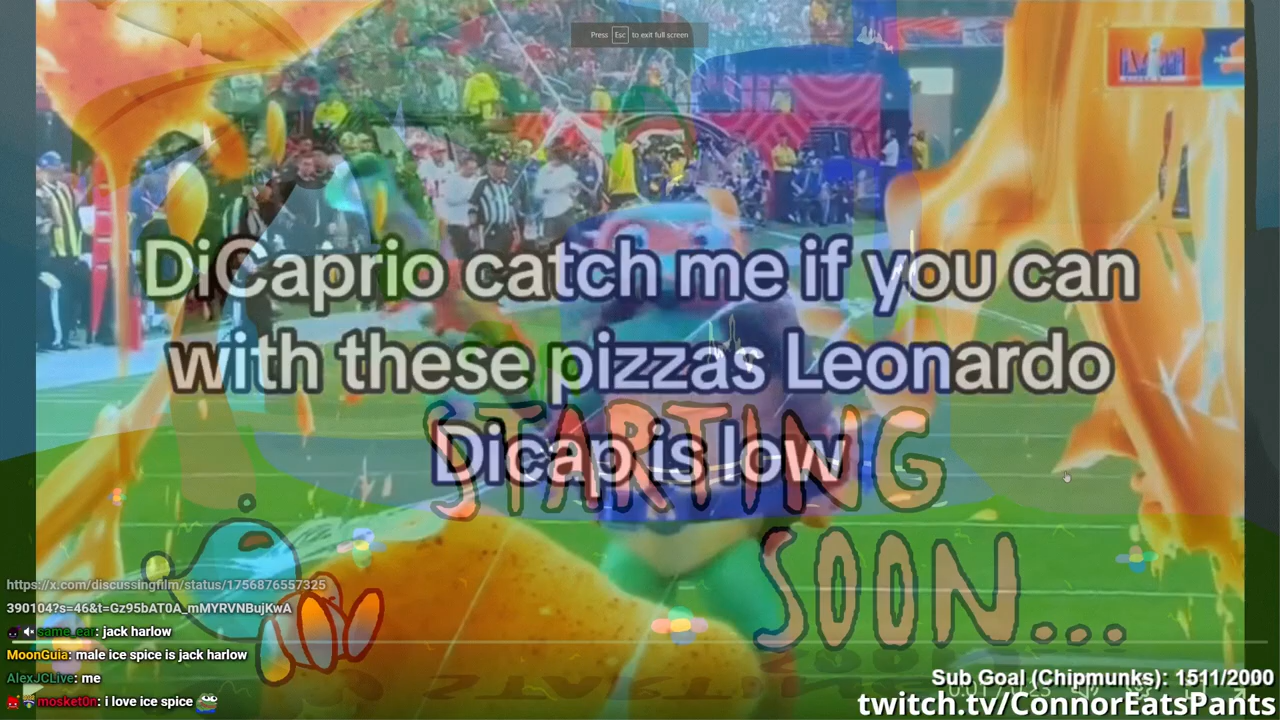 Press Esc to exit full screen
DiCaprio catch me if you can
with these pizzas Leonardo
Dicap is low
STARTING
SOON...
https://x.com/discussingfilm/status/1756876557325
390104?s=46&t=Gz95bAT0A_mMYRVNBujKwA
same_ear: jack harlow
MoonGuia: male ice spice is jack harlow
AlexJCLive: me
mosket0n: i love ice spice
Sub Goal (Chipmunks): 1511/2000
twitch.tv/ConnorEatsPants